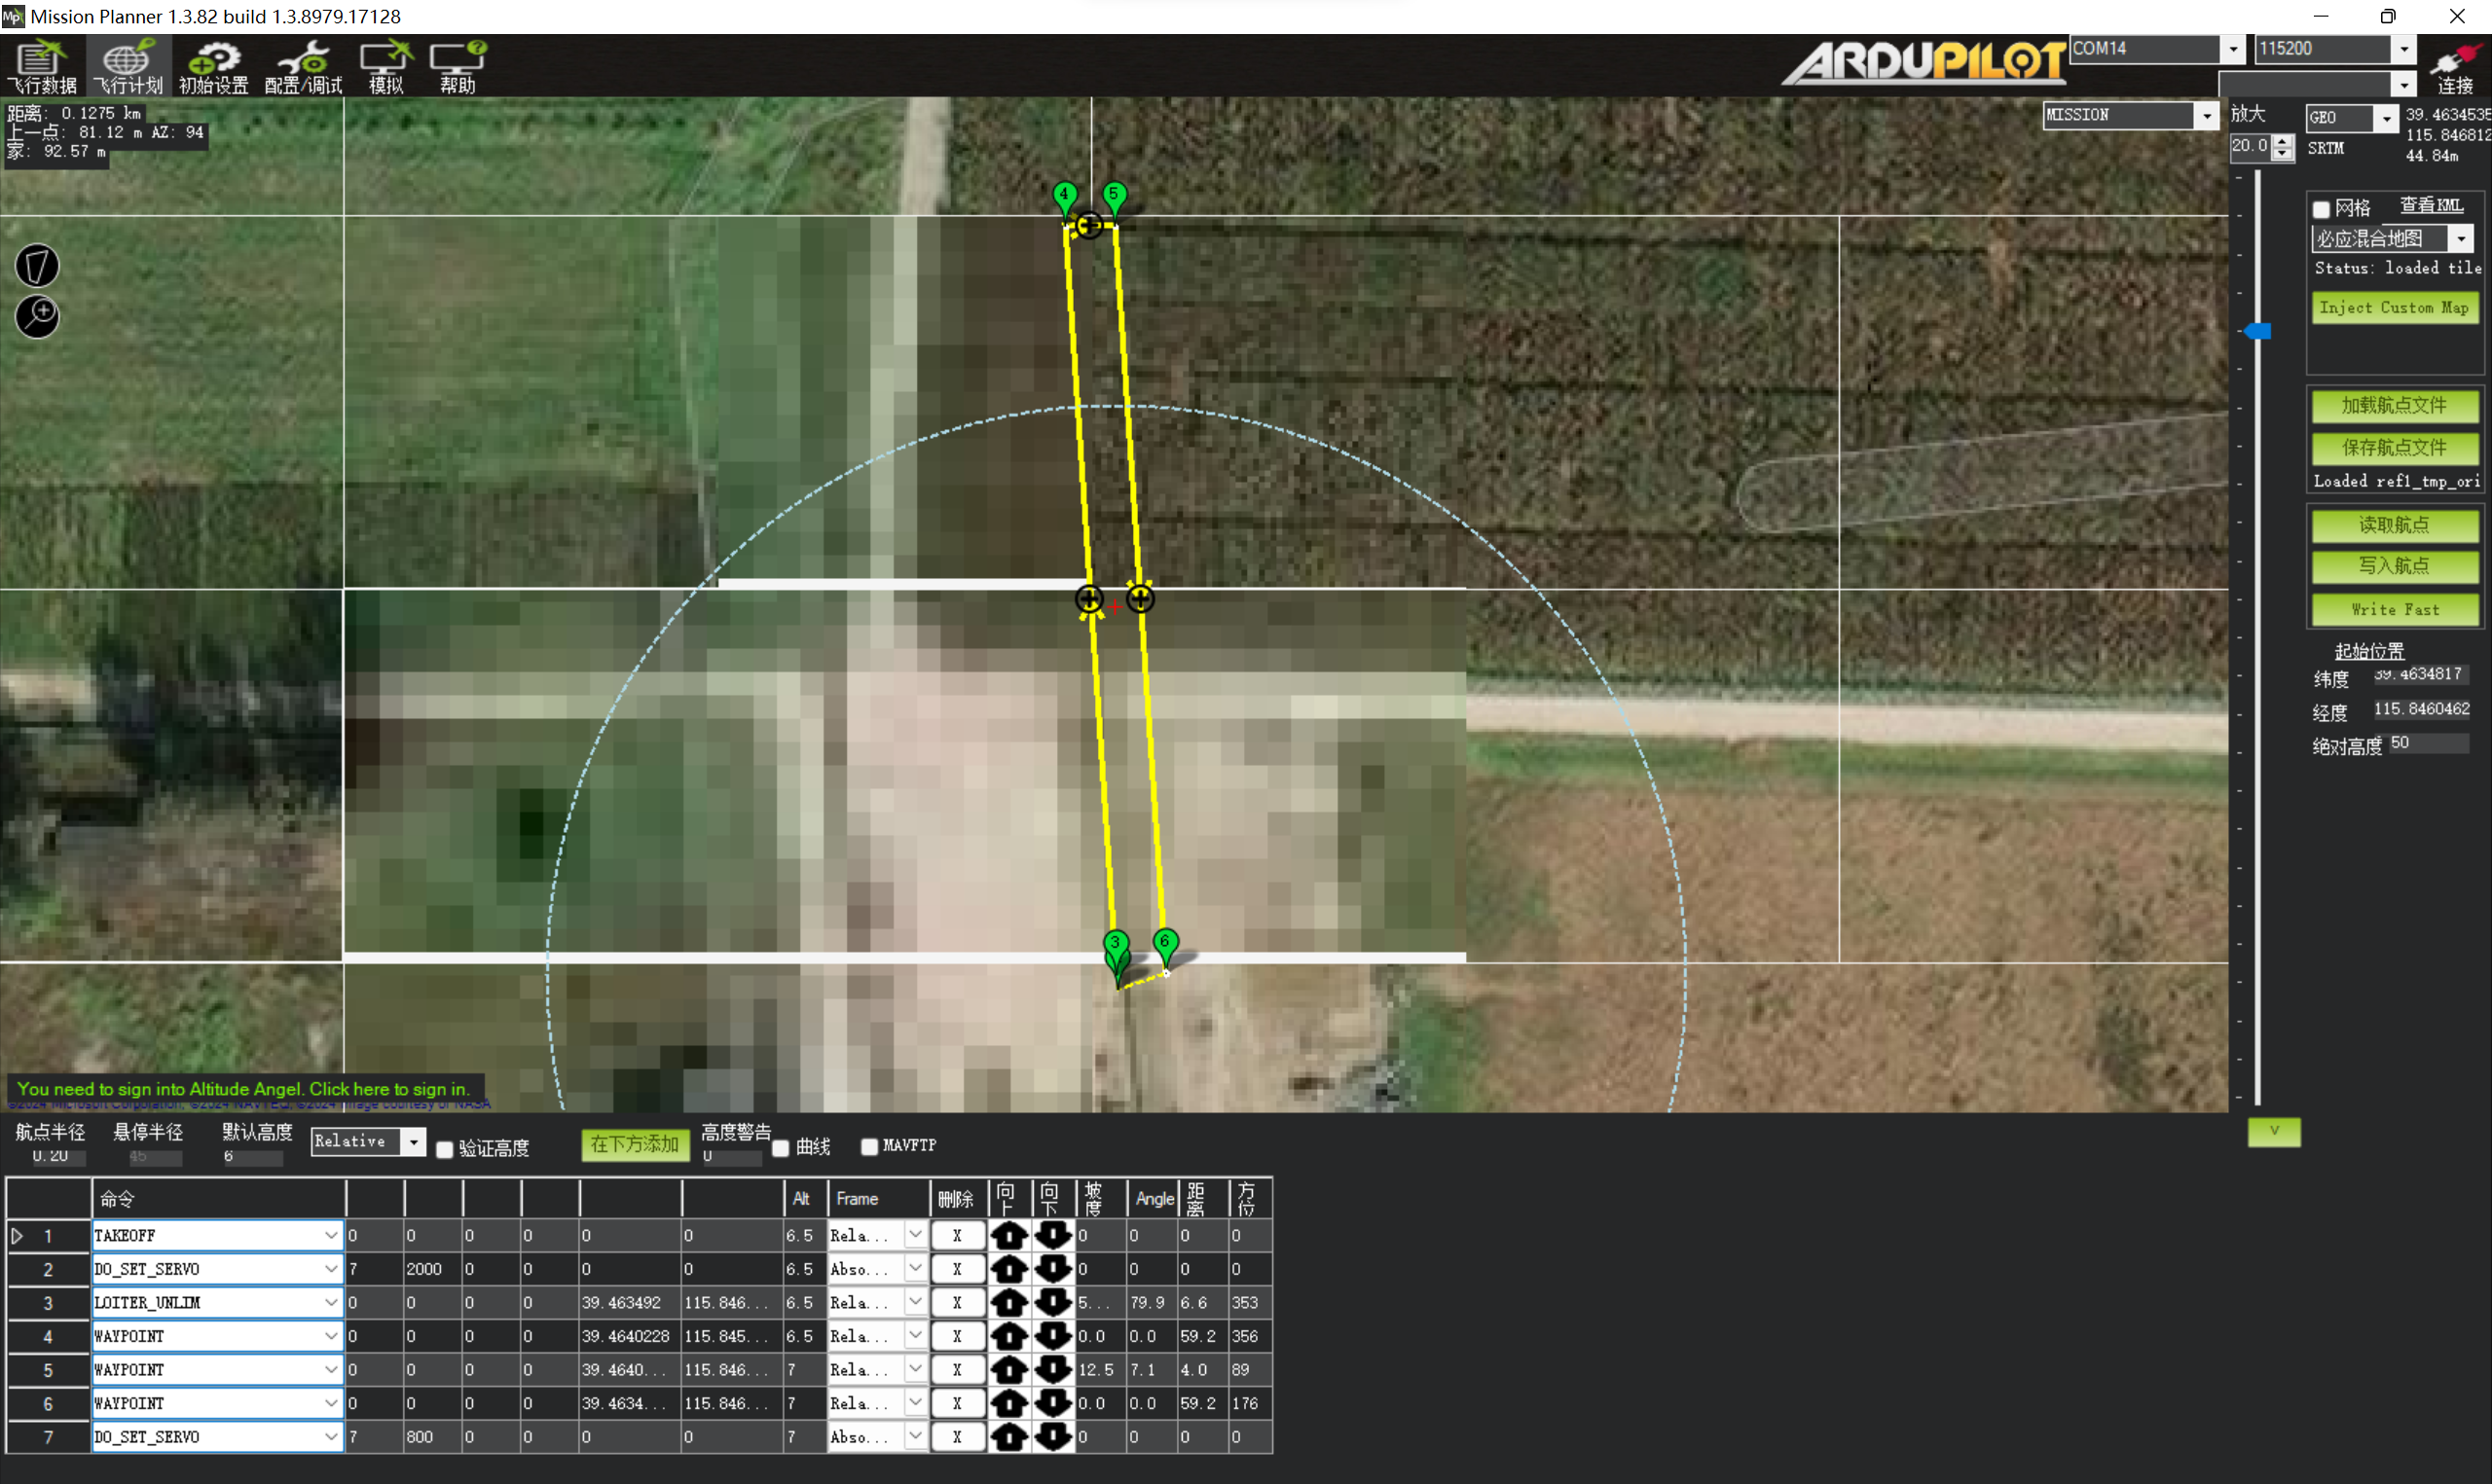 Mission Planner 1.3.82 build 1.3.8979.17128
飞行数据 飞行计划 初始设置 配置/调试 模拟 帮助
ARDUPILOT
COM14 115200
连接
距离: 0.1275 km
上一点: 81.12 m AZ: 94
家: 92.57 m
MISSION
放大
20.0
GEO
39.4634535
115.846812
SRTM
44.84m
网格 查看KML
必应混合地图
Status: loaded tile
Inject Custom Map
加载航点文件
保存航点文件
Loaded ref1_tmp_ori
读取航点
写入航点
Write Fast
起始位置
纬度 39.4634817
经度 115.8460462
绝对高度 50
4 5
3 6
You need to sign into Altitude Angel. Click here to sign in.
©2024 Microsoft Corporation, ©2024 NAVTEQ, ©2024 Image courtesy of NASA
V
航点半径 悬停半径 默认高度
0.20 45 6
Relative 验证高度 在下方添加 高度警告 0 曲线 MAVFTP
命令 Alt Frame 删除 向上 向下 坡度 Angle 距离 方位
1 TAKEOFF 0 0 0 0 0 0 6.5 Rela... X 0 0 0 0
2 DO_SET_SERVO 7 2000 0 0 0 0 6.5 Abso... X 0 0 0 0
3 LOITER_UNLIM 0 0 0 0 39.463492 115.846... 6.5 Rela... X 5... 79.9 6.6 353
4 WAYPOINT 0 0 0 0 39.4640228 115.845... 6.5 Rela... X 0.0 0.0 59.2 356
5 WAYPOINT 0 0 0 0 39.4640... 115.846... 7 Rela... X 12.5 7.1 4.0 89
6 WAYPOINT 0 0 0 0 39.4634... 115.846... 7 Rela... X 0.0 0.0 59.2 176
7 DO_SET_SERVO 7 800 0 0 0 0 7 Abso... X 0 0 0 0